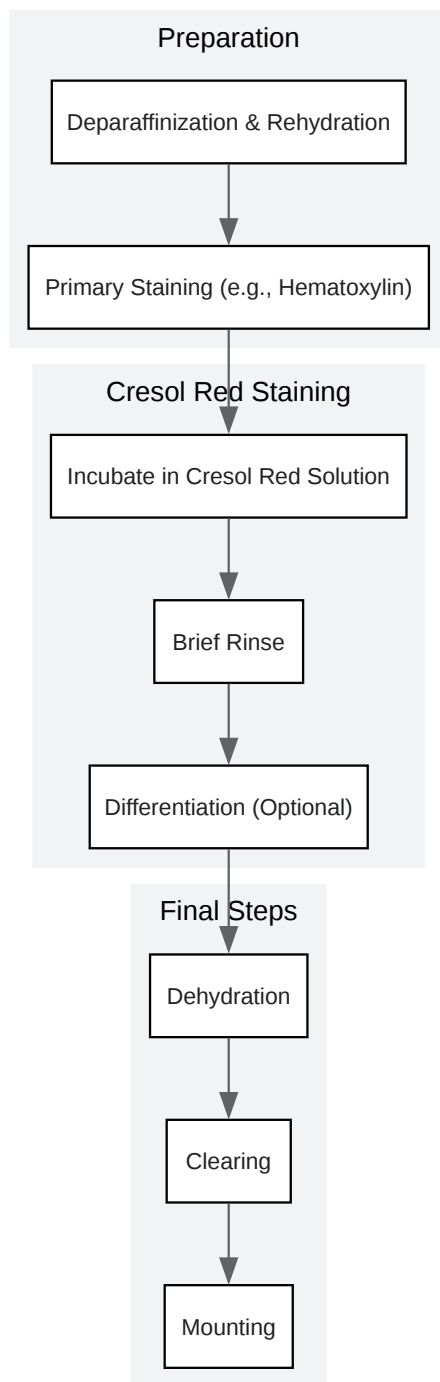 Preparation
Deparaffinization & Rehydration
Primary Staining (e.g., Hematoxylin)
Cresol Red Staining
Incubate in Cresol Red Solution
Brief Rinse
Differentiation (Optional)
Final Steps
Dehydration
Clearing
Mounting